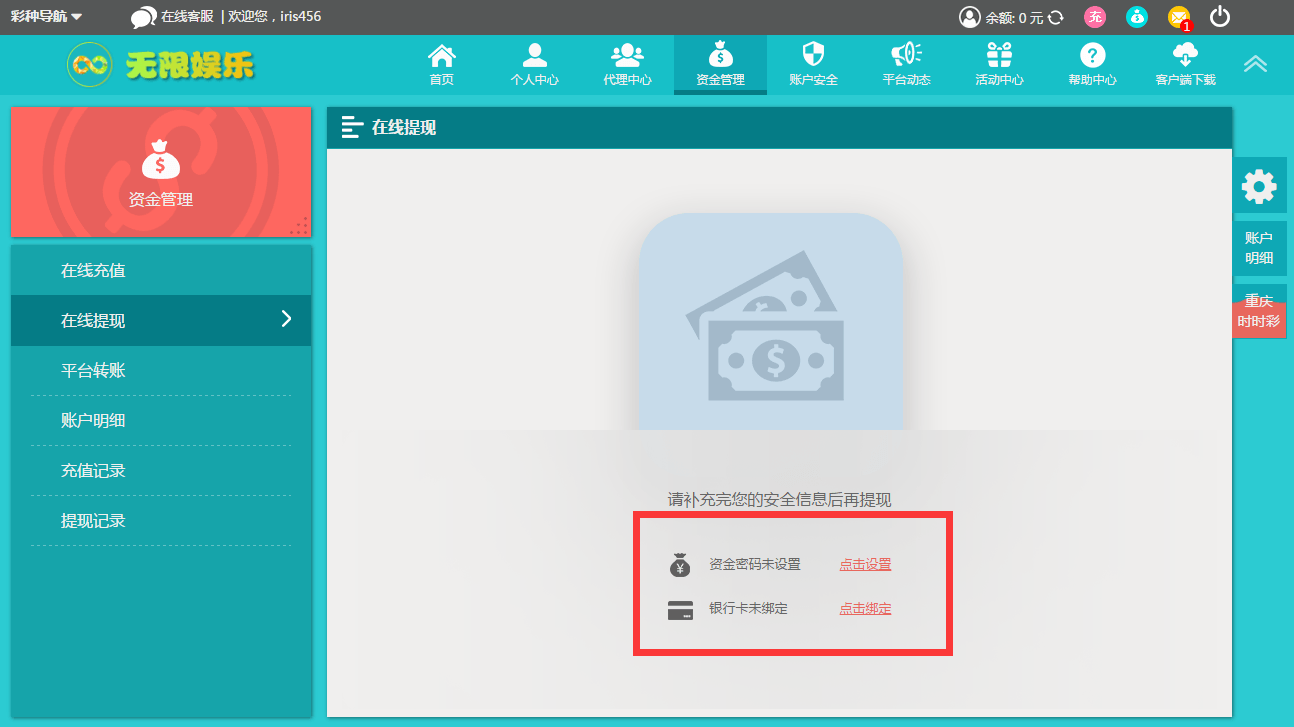 彩种导航
在线客服 | 欢迎您，iris456
余额: 0 元
充
1
无限娱乐
首页
个人中心
代理中心
资金管理
账户安全
平台动态
活动中心
帮助中心
客户端下载
资金管理
在线充值
在线提现
平台转账
账户明细
充值记录
提现记录
在线提现
请补充完您的安全信息后再提现
资金密码未设置 点击设置
银行卡未绑定 点击绑定
账户
明细
重庆
时时彩